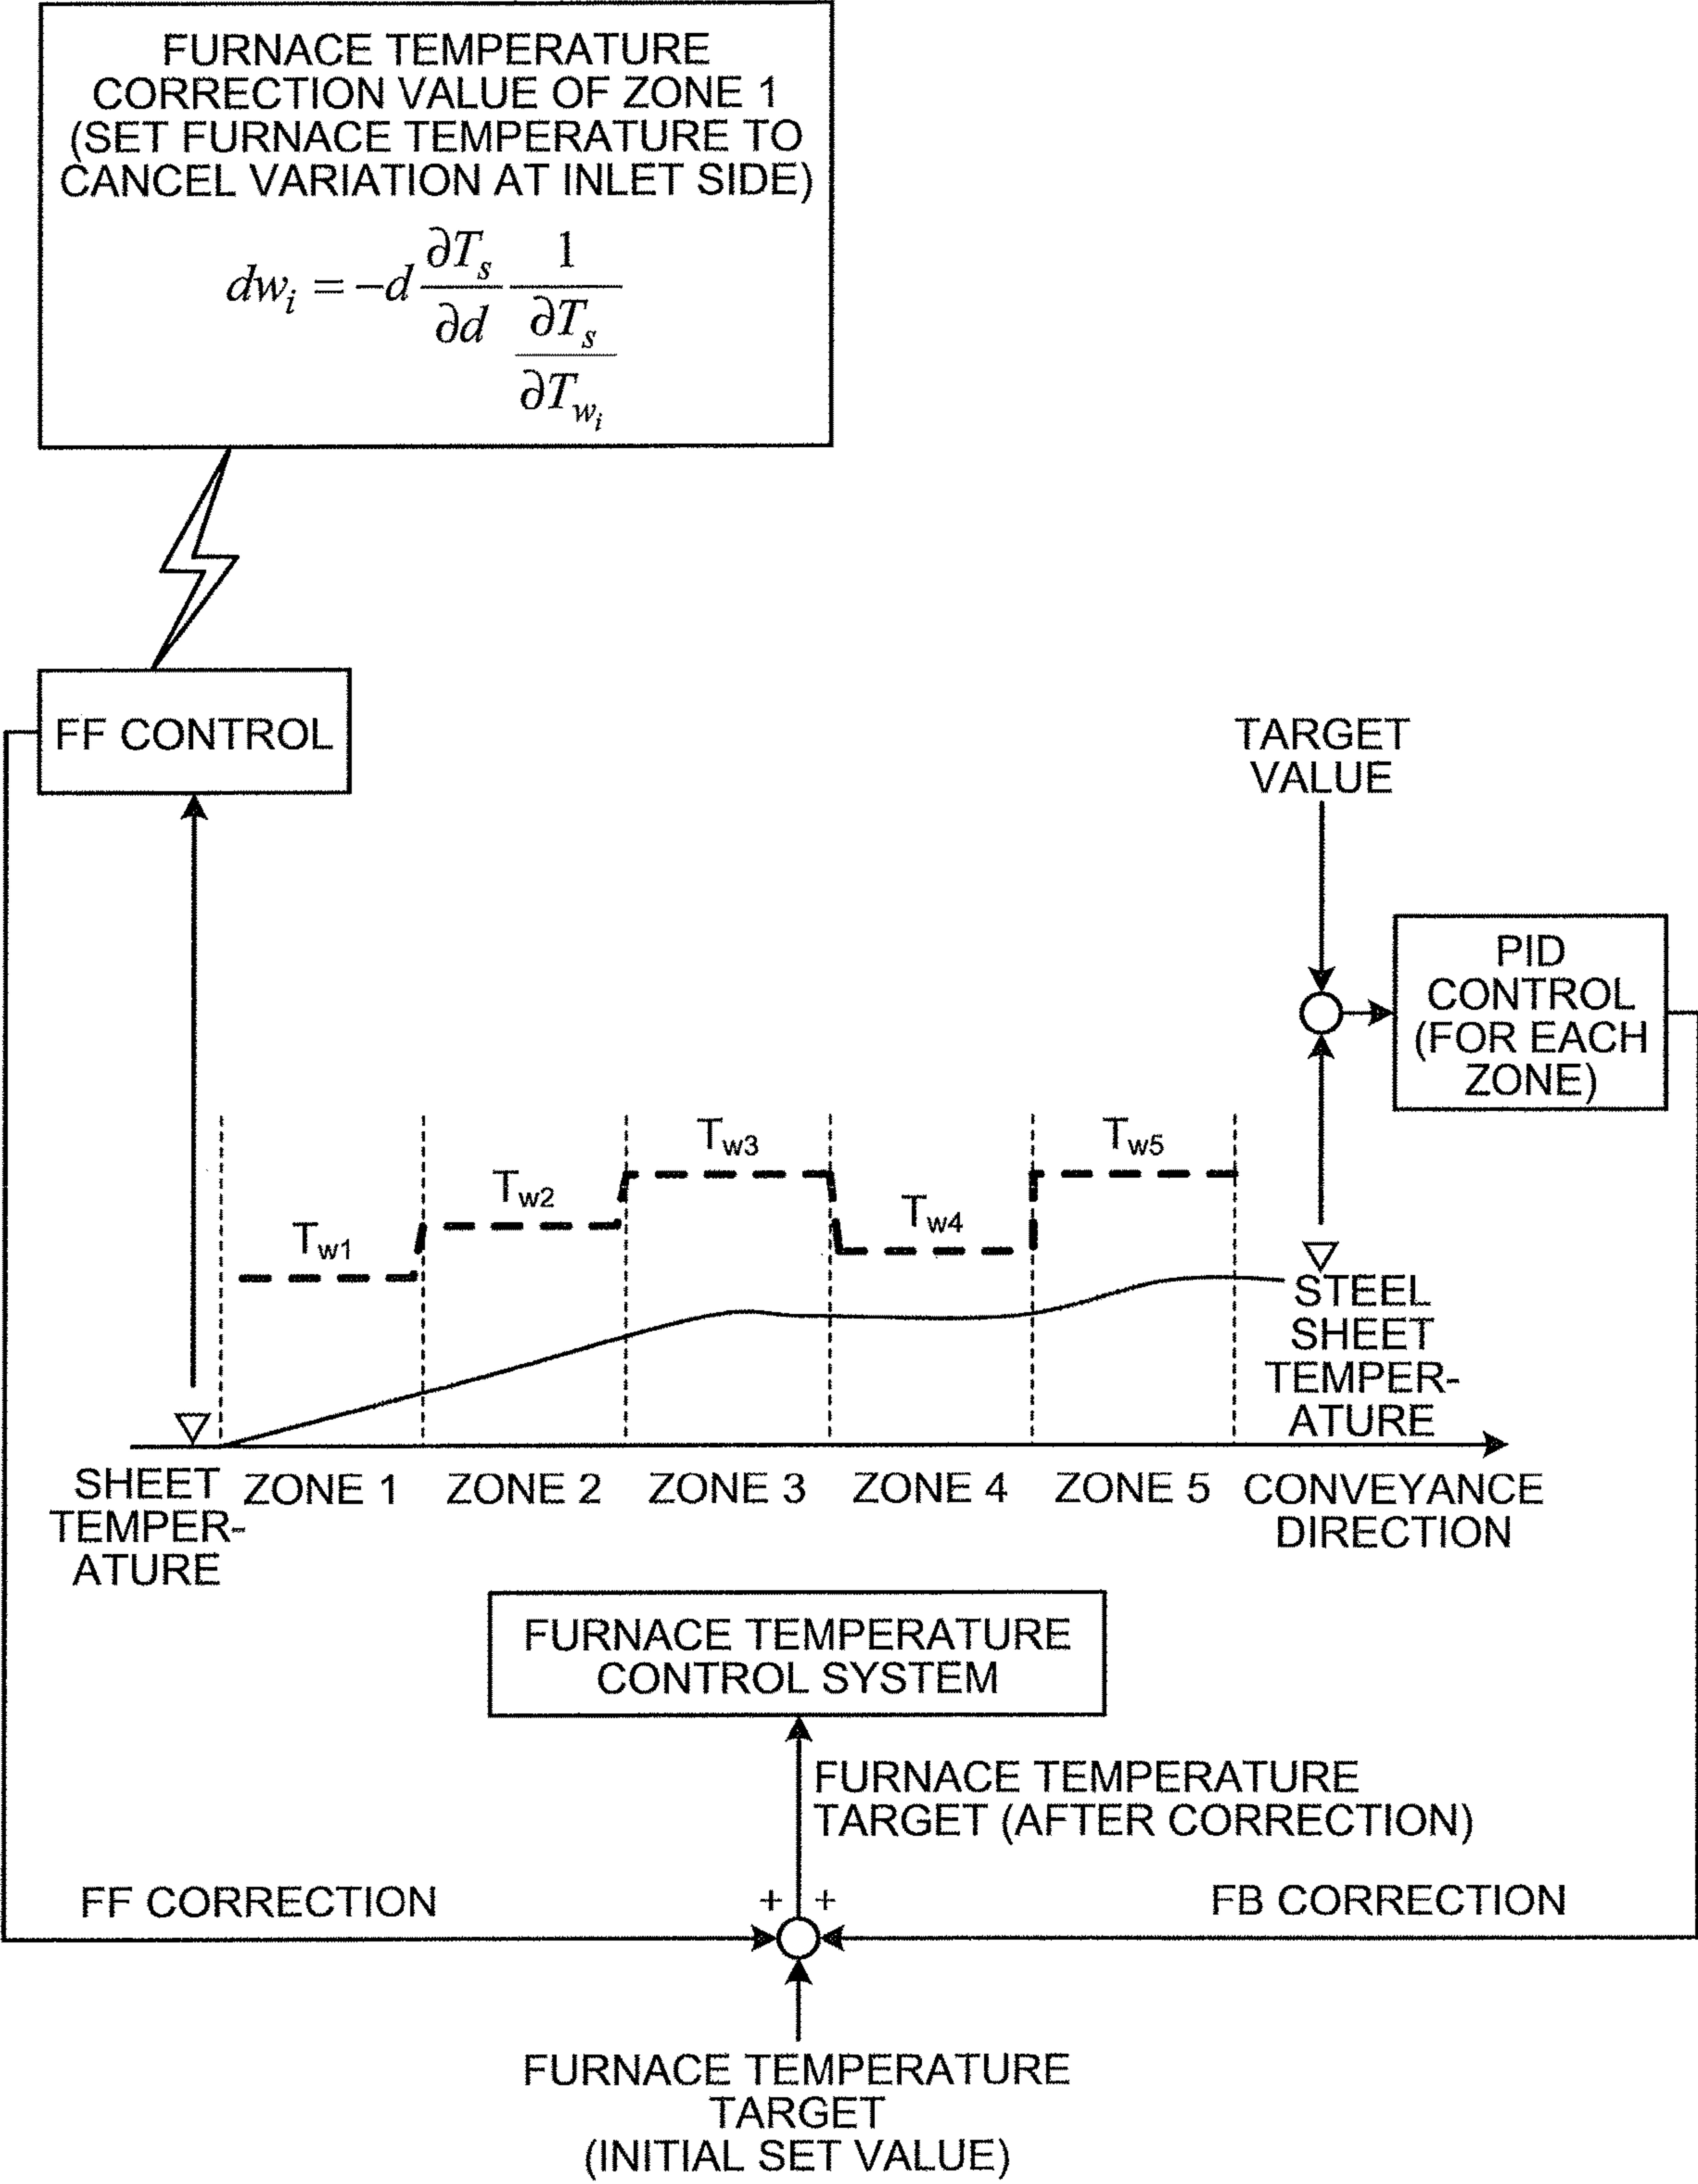 FURNACE TEMPERATURE
CORRECTION VALUE OF ZONE 1
(SET FURNACE TEMPERATURE TO
CANCEL VARIATION AT INLET SIDE)
dw_i = -d ∂T_s/∂d 1/(∂T_s/∂T_{w_i})
FF CONTROL
TARGET
VALUE
PID
CONTROL
(FOR EACH
ZONE)
T_w1
T_w2
T_w3
T_w4
T_w5
STEEL
SHEET
TEMPER-
ATURE
SHEET
TEMPER-
ATURE
ZONE 1
ZONE 2
ZONE 3
ZONE 4
ZONE 5
CONVEYANCE
DIRECTION
FURNACE TEMPERATURE
CONTROL SYSTEM
FURNACE TEMPERATURE
TARGET (AFTER CORRECTION)
FF CORRECTION
+ +
FB CORRECTION
FURNACE TEMPERATURE
TARGET
(INITIAL SET VALUE)